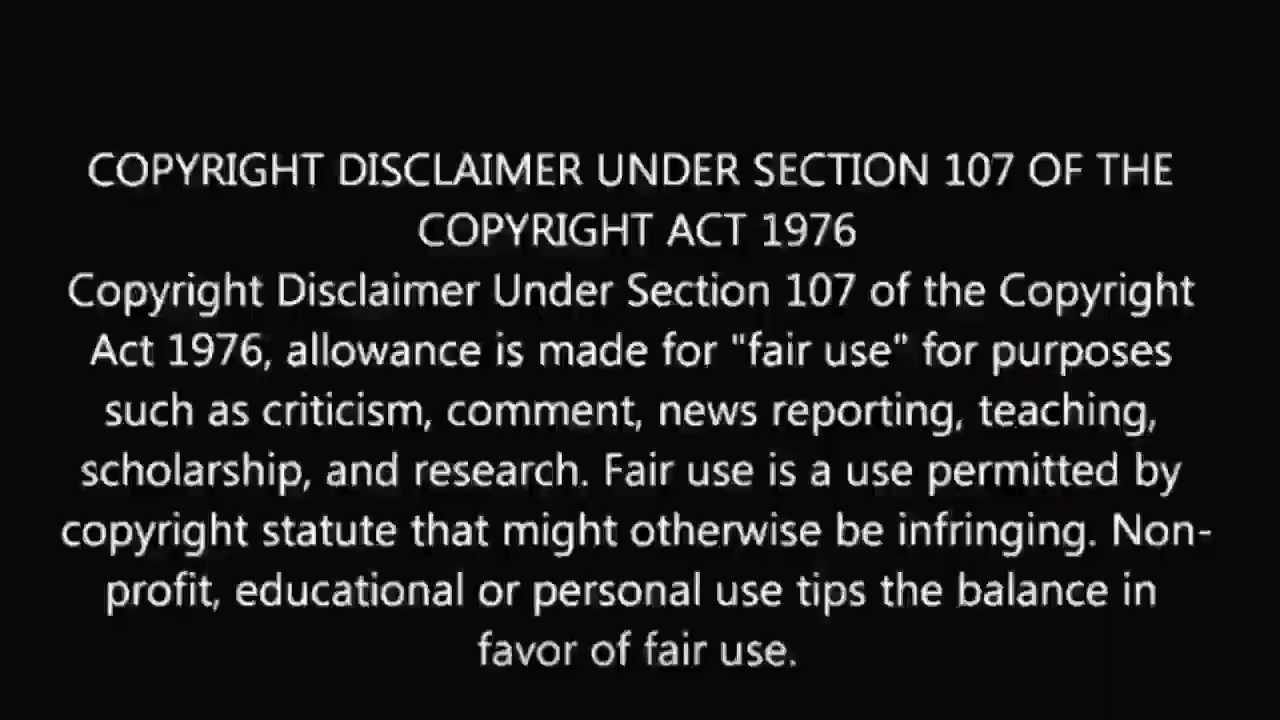 COPYRIGHT DISCLAIMER UNDER SECTION 107 OF THE
COPYRIGHT ACT 1976
Copyright Disclaimer Under Section 107 of the Copyright
Act 1976, allowance is made for "fair use" for purposes
such as criticism, comment, news reporting, teaching,
scholarship, and research. Fair use is a use permitted by
copyright statute that might otherwise be infringing. Non-
profit, educational or personal use tips the balance in
favor of fair use.